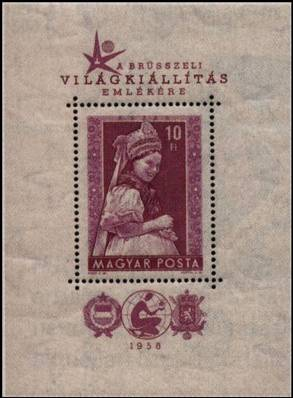 A BRÜSSZELI
VILÁGKIÁLLÍTÁS
EMLÉKÉRE
10
Ft
MAGYAR POSTA
1958